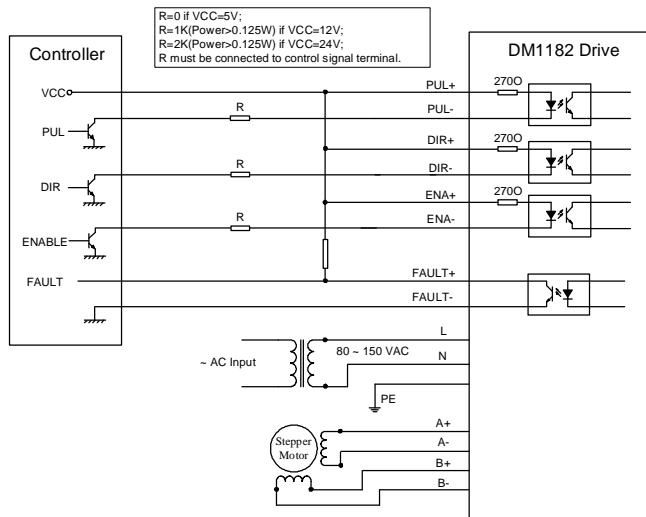 R=0 if VCC=5V;
R=1K(Power>0.125W) if VCC=12V;
R=2K(Power>0.125W) if VCC=24V;
R must be connected to control signal terminal.
Controller
DM1182 Drive
VCC
PUL+
270O
R
PUL-
PUL
DIR+
270O
R
DIR-
DIR
ENA+
270O
R
ENA-
ENABLE
FAULT
FAULT+
FAULT-
L
~ AC Input
80 ~ 150 VAC
N
PE
A+
Stepper
Motor
A-
B+
B-